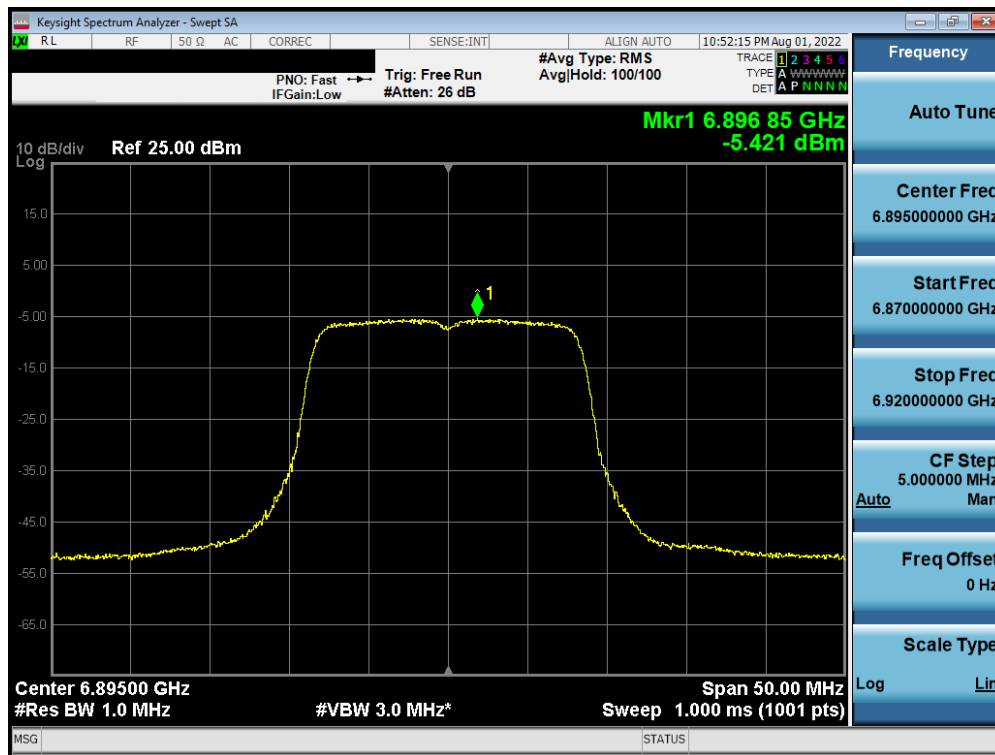 Keysight Spectrum Analyzer - Swept SA
LXI RL RF 50 Ω AC CORREC SENSE:INT ALIGN AUTO 10:52:15 PM Aug 01, 2022
PNO: Fast
IFGain:Low
Trig: Free Run
#Atten: 26 dB
#Avg Type: RMS
Avg|Hold: 100/100
TRACE 1 2 3 4 5 6
TYPE A WWWWW
DET A P N N N N
Mkr1 6.896 85 GHz
-5.421 dBm
10 dB/div Ref 25.00 dBm
Log
15.0
5.00
-5.00
-15.0
-25.0
-35.0
-45.0
-55.0
-65.0
1
Center 6.89500 GHz Span 50.00 MHz
#Res BW 1.0 MHz #VBW 3.0 MHz* Sweep 1.000 ms (1001 pts)
MSG STATUS
Frequency
Auto Tune
Center Freq
6.895000000 GHz
Start Freq
6.870000000 GHz
Stop Freq
6.920000000 GHz
CF Step
5.000000 MHz
Auto Man
Freq Offset
0 Hz
Scale Type
Log Lin